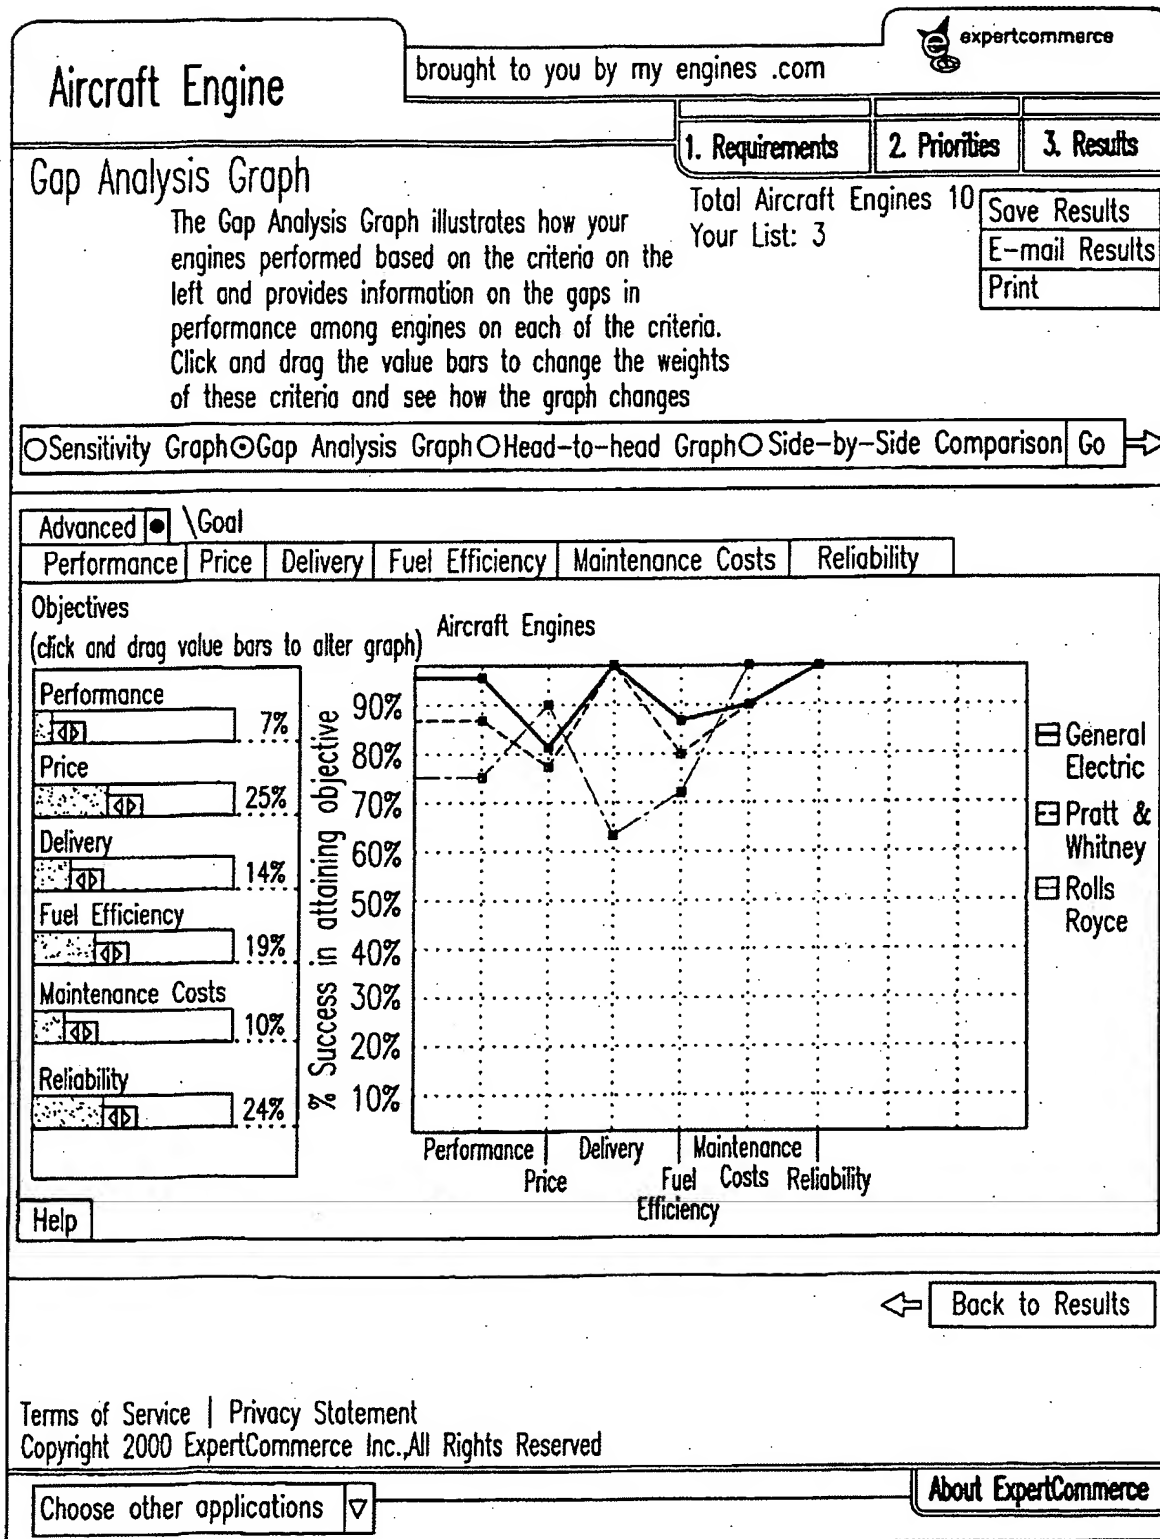 Aircraft Engine
brought to you by my engines .com
expertcommerce
1. Requirements
2. Priorities
3. Results
Gap Analysis Graph
Total Aircraft Engines 10
Your List: 3
Save Results
E-mail Results
Print
The Gap Analysis Graph illustrates how your
engines performed based on the criteria on the
left and provides information on the gaps in
performance among engines on each of the criteria.
Click and drag the value bars to change the weights
of these criteria and see how the graph changes
Sensitivity Graph Gap Analysis Graph Head-to-head Graph Side-by-Side Comparison Go
Advanced \Goal
Performance Price Delivery Fuel Efficiency Maintenance Costs Reliability
Objectives
(click and drag value bars to alter graph)
Performance
7%
Price
25%
Delivery
14%
Fuel Efficiency
19%
Maintenance Costs
10%
Reliability
24%
Aircraft Engines
% Success in attaining objective
90%
80%
70%
60%
50%
40%
30%
20%
10%
Performance
Price
Delivery
Fuel
Efficiency
Maintenance
Costs
Reliability
General
Electric
Pratt &
Whitney
Rolls
Royce
Help
Back to Results
Terms of Service | Privacy Statement
Copyright 2000 ExpertCommerce Inc.,All Rights Reserved
About ExpertCommerce
Choose other applications